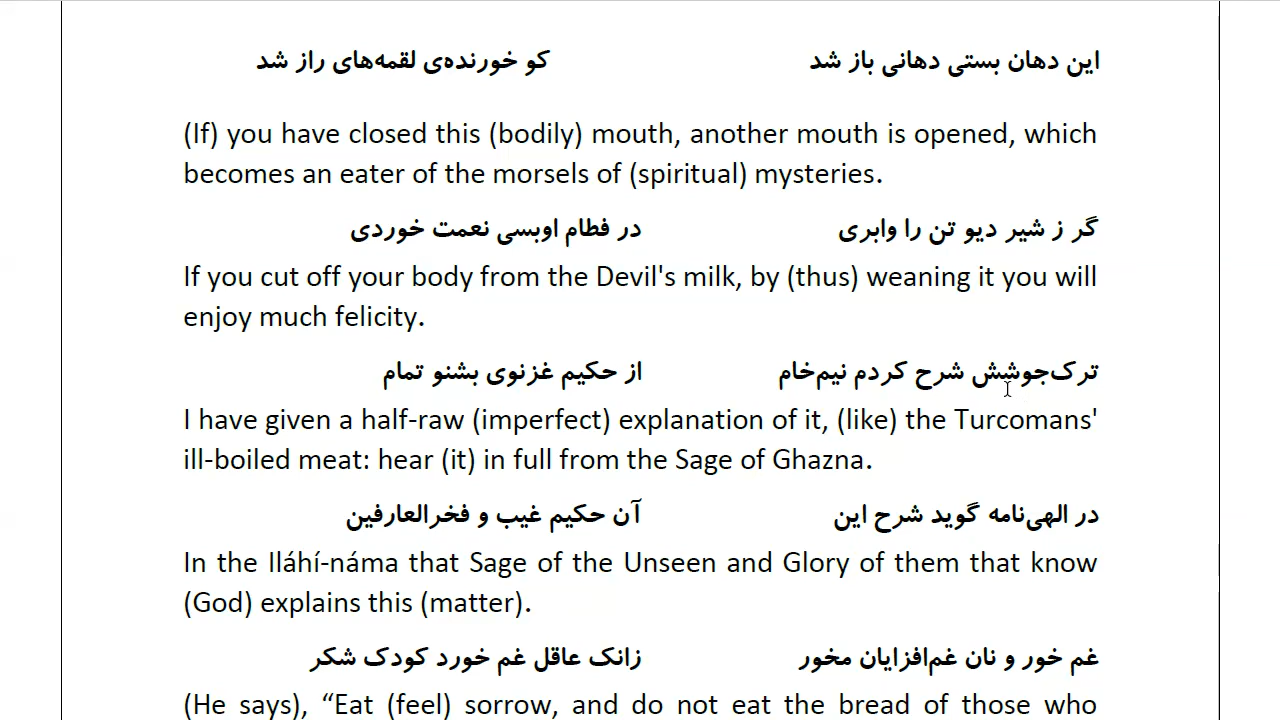 این دهان بستی دهانی باز شد کو خورنده‌ی لقمه‌های راز شد
(If) you have closed this (bodily) mouth, another mouth is opened, which
becomes an eater of the morsels of (spiritual) mysteries.
گر ز شیر دیو تن را وابری در فطام اوبسی نعمت خوردی
If you cut off your body from the Devil's milk, by (thus) weaning it you will
enjoy much felicity.
ترک‌جوشش شرح کردم نیم‌خام از حکیم غزنوی بشنو تمام
I have given a half-raw (imperfect) explanation of it, (like) the Turcomans'
ill-boiled meat: hear (it) in full from the Sage of Ghazna.
در الهی‌نامه گوید شرح این آن حکیم غیب و فخرالعارفین
In the Iláhí-náma that Sage of the Unseen and Glory of them that know
(God) explains this (matter).
غم خور و نان غم‌افزایان مخور زانک عاقل غم خورد کودک شکر
(He says), “Eat (feel) sorrow, and do not eat the bread of those who